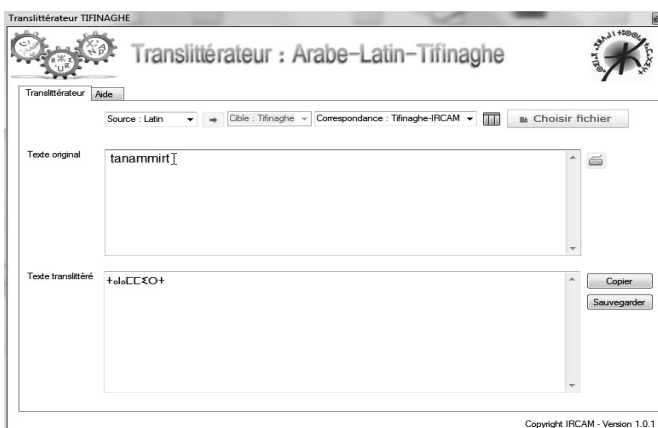 Translittérateur TIFINAGHE
Translittérateur : Arabe-Latin-Tifinaghe
Translittérateur Aide
Source : Latin Cible : Tifinaghe Correspondance : Tifinaghe-IRCAM Choisir fichier
Texte original
tanammirt
Texte translittéré
ⵜⴰⵏⴰⵎⵎⵉⵔⵜ
Copier
Sauvegarder
Copyright IRCAM - Version 1.0.1